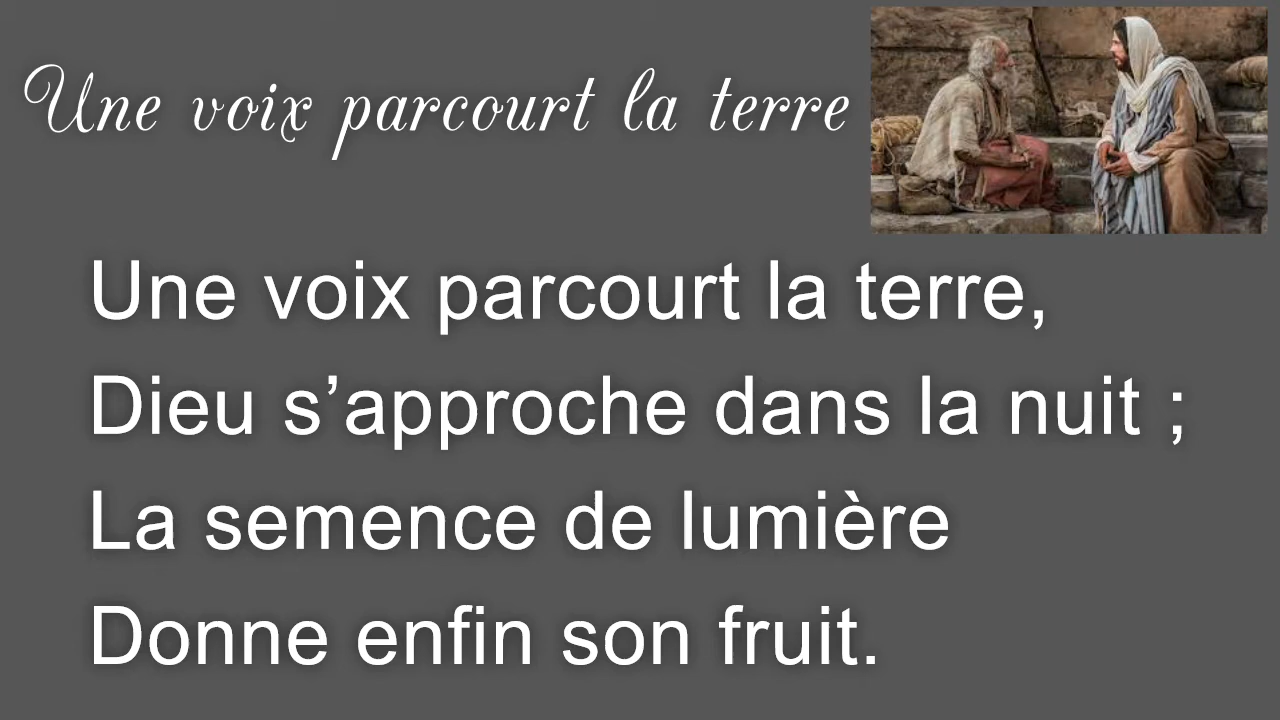 Une voix parcourt la terre
Une voix parcourt la terre,
Dieu s’approche dans la nuit ;
La semence de lumière
Donne enfin son fruit.